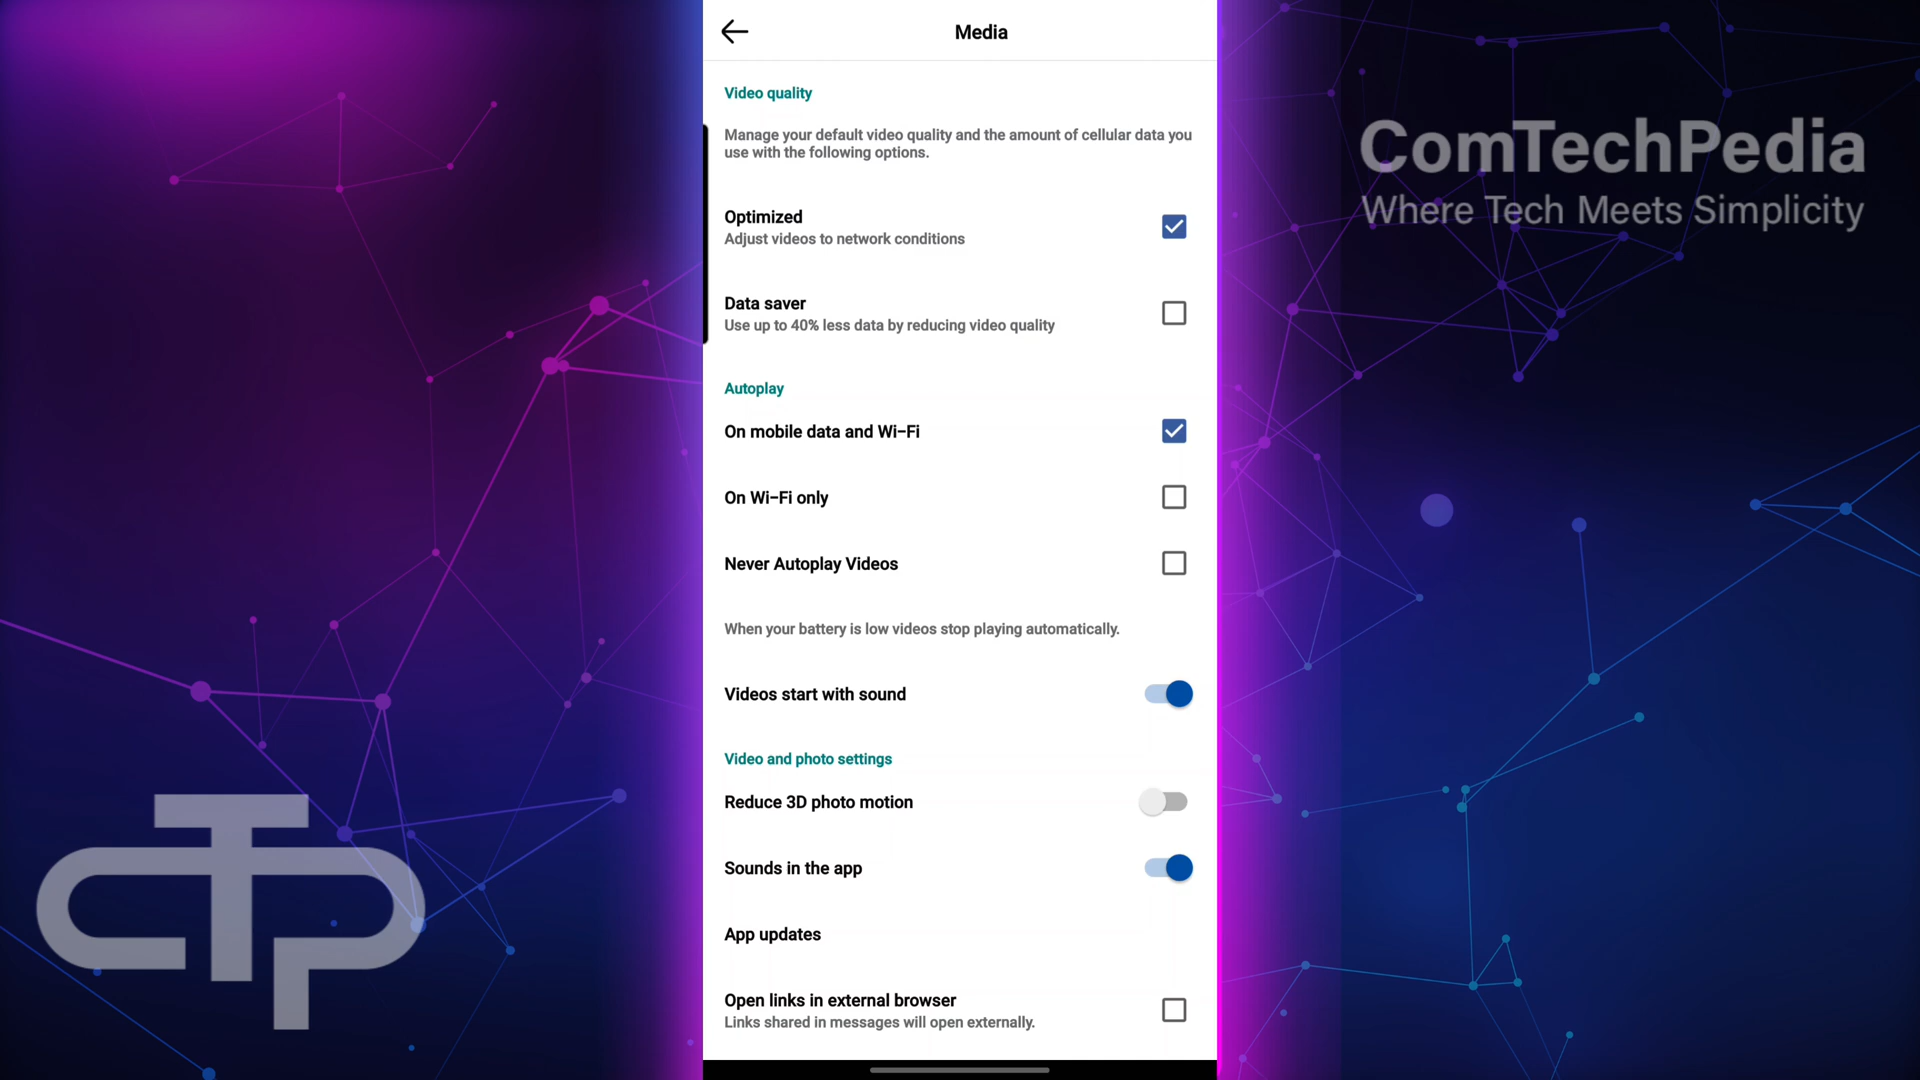 Media
Video quality
Manage your default video quality and the amount of cellular data you
use with the following options.
Optimized
Adjust videos to network conditions
Data saver
Use up to 40% less data by reducing video quality
Autoplay
On mobile data and Wi-Fi
On Wi-Fi only
Never Autoplay Videos
When your battery is low videos stop playing automatically.
Videos start with sound
Video and photo settings
Reduce 3D photo motion
Sounds in the app
App updates
Open links in external browser
Links shared in messages will open externally.
ComTechPedia
Where Tech Meets Simplicity
CTP